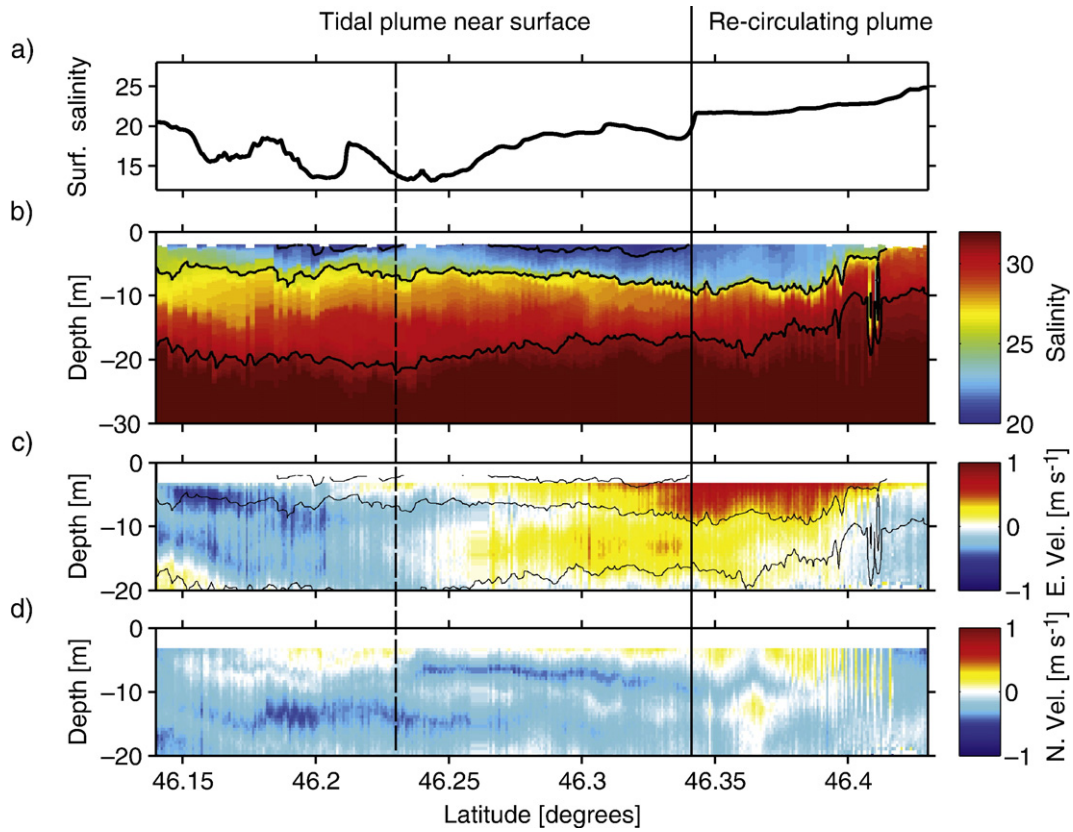 Tidal plume near surface
Re-circulating plume
a)
Surf. salinity
25
20
15
b)
Depth [m]
0
−10
−20
−30
30
25
20
Salinity
c)
Depth [m]
0
−10
−20
1
0
−1
E. Vel. [m s⁻¹]
d)
Depth [m]
0
−10
−20
1
0
−1
N. Vel. [m s⁻¹]
46.15
46.2
46.25
46.3
46.35
46.4
Latitude [degrees]